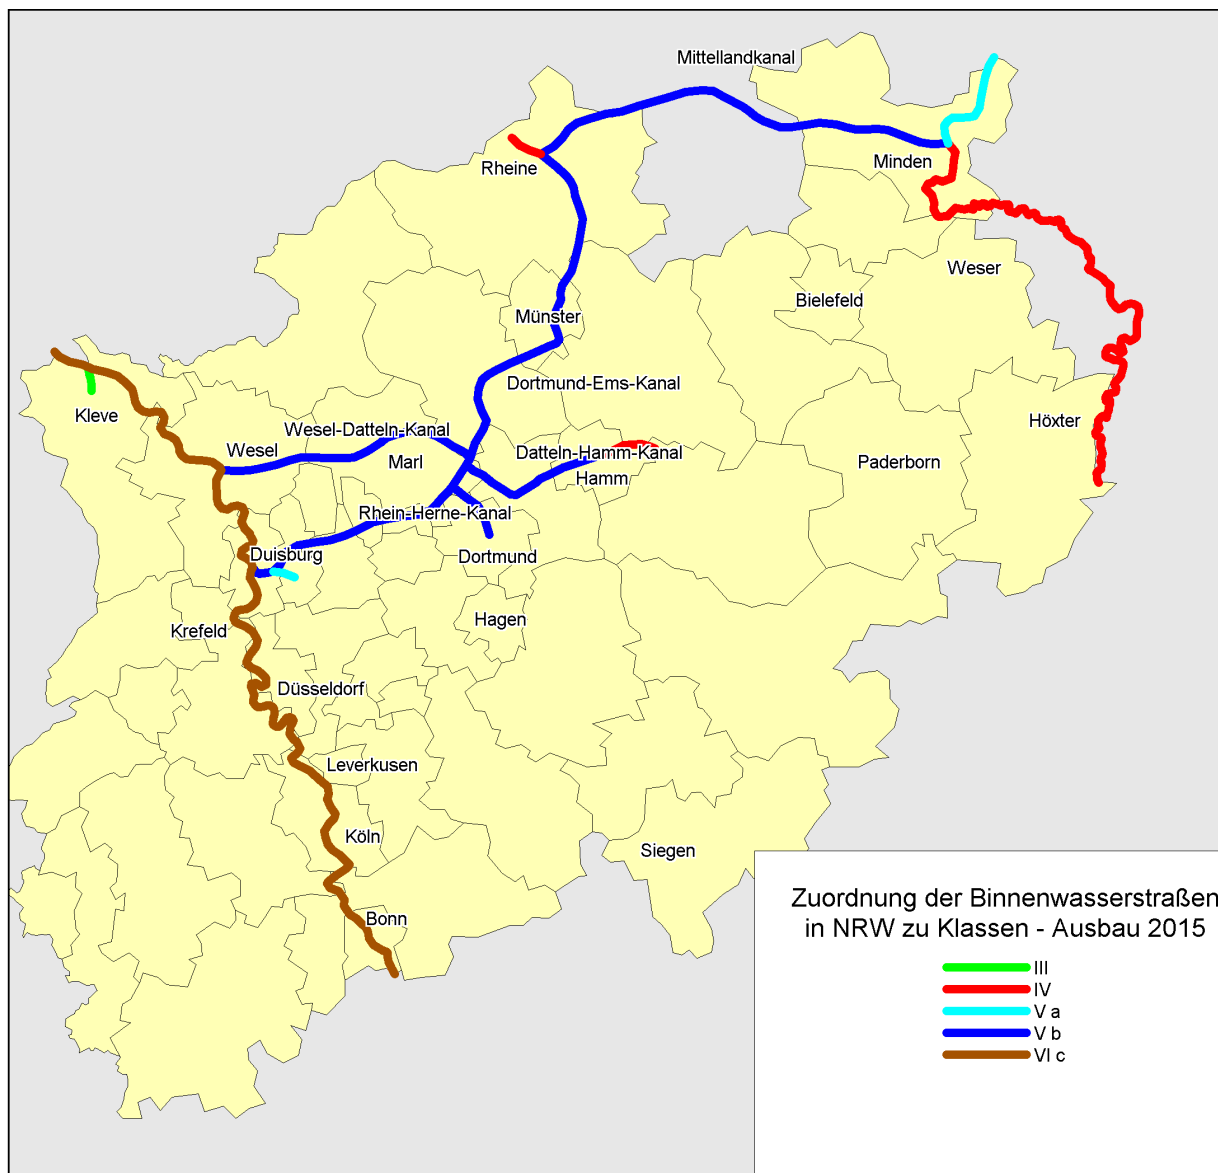 Mittellandkanal
Minden
Rheine
Weser
Bielefeld
Münster
Dortmund-Ems-Kanal
Kleve
Höxter
Wesel-Datteln-Kanal
Wesel
Datteln-Hamm-Kanal
Marl
Paderborn
Hamm
Rhein-Herne-Kanal
Duisburg
Dortmund
Hagen
Krefeld
Düsseldorf
Leverkusen
Köln
Siegen
Bonn
Zuordnung der Binnenwasserstraßen
in NRW zu Klassen - Ausbau 2015
III
IV
V a
V b
VI c